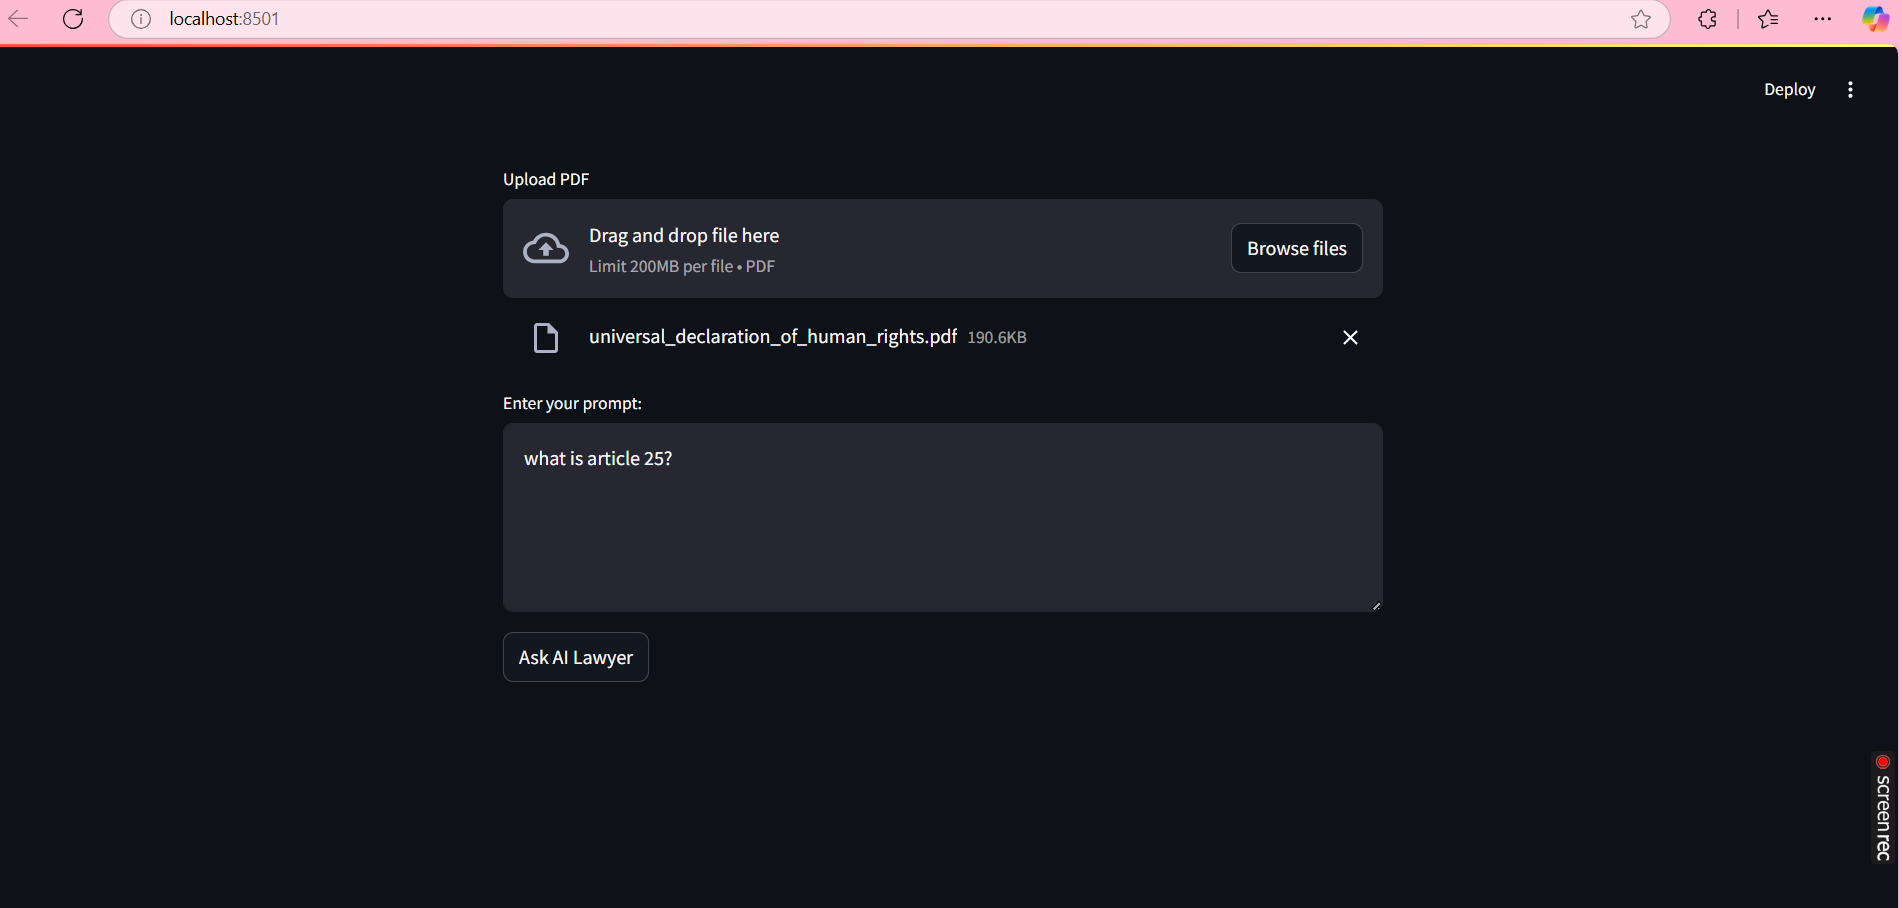 localhost:8501
Deploy
Upload PDF
Drag and drop file here
Limit 200MB per file • PDF
Browse files
universal_declaration_of_human_rights.pdf 190.6KB
Enter your prompt:
what is article 25?
Ask AI Lawyer
screenrec